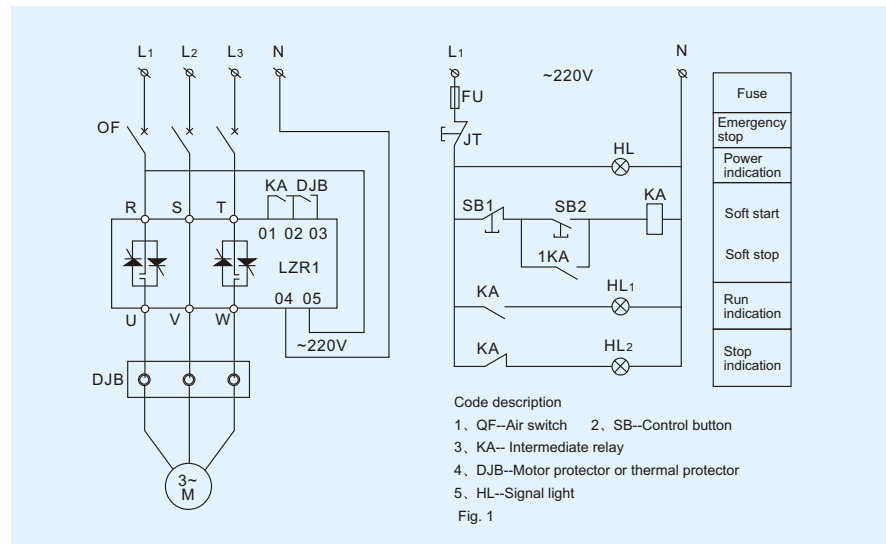 L1 L2 L3 N
OF
KA DJB
R S T
01 02 03
LZR1
04 05
U V W
~220V
DJB
3~
M
L1 ~220V N
FU
JT
HL
SB1 SB2 KA
1KA
KA HL1
KA HL2
Fuse
Emergency
stop
Power
indication
Soft start
Soft stop
Run
indication
Stop
indication
Code description
1、QF--Air switch 2、SB--Control button
3、KA-- Intermediate relay
4、DJB--Motor protector or thermal protector
5、HL--Signal light
Fig. 1